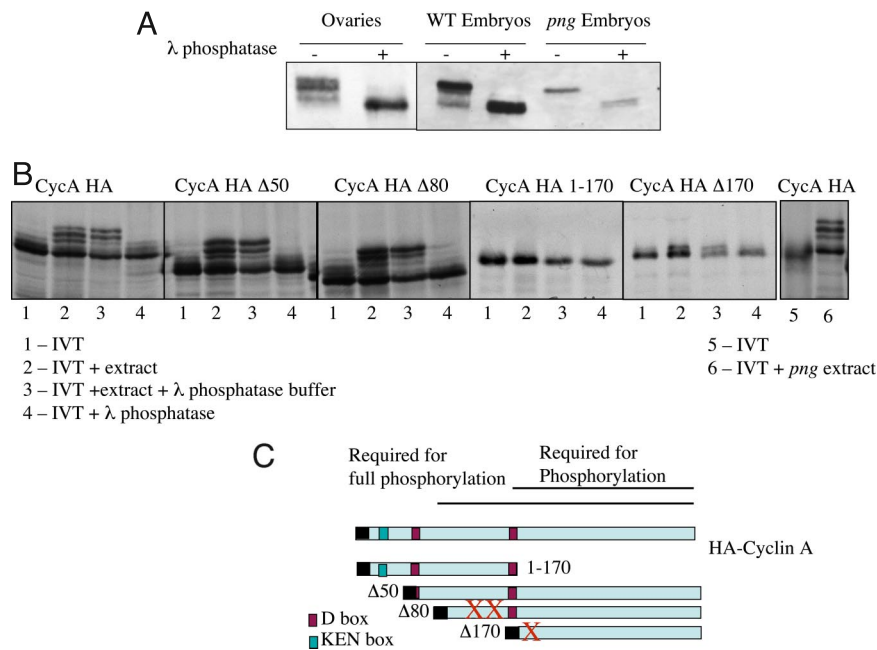 A
Ovaries WT Embryos png Embryos
λ phosphatase - + - + - +
B
CycA HA CycA HA Δ50 CycA HA Δ80 CycA HA 1-170 CycA HA Δ170 CycA HA
1 2 3 4 1 2 3 4 1 2 3 4 1 2 3 4 1 2 3 4 5 6
1 – IVT
2 – IVT + extract
3 – IVT +extract + λ phosphatase buffer
4 – IVT + λ phosphatase
5 – IVT
6 – IVT + png extract
C
Required for
full phosphorylation
Required for
Phosphorylation
HA-Cyclin A
1-170
Δ50
Δ80
XX
Δ170
X
D box
KEN box